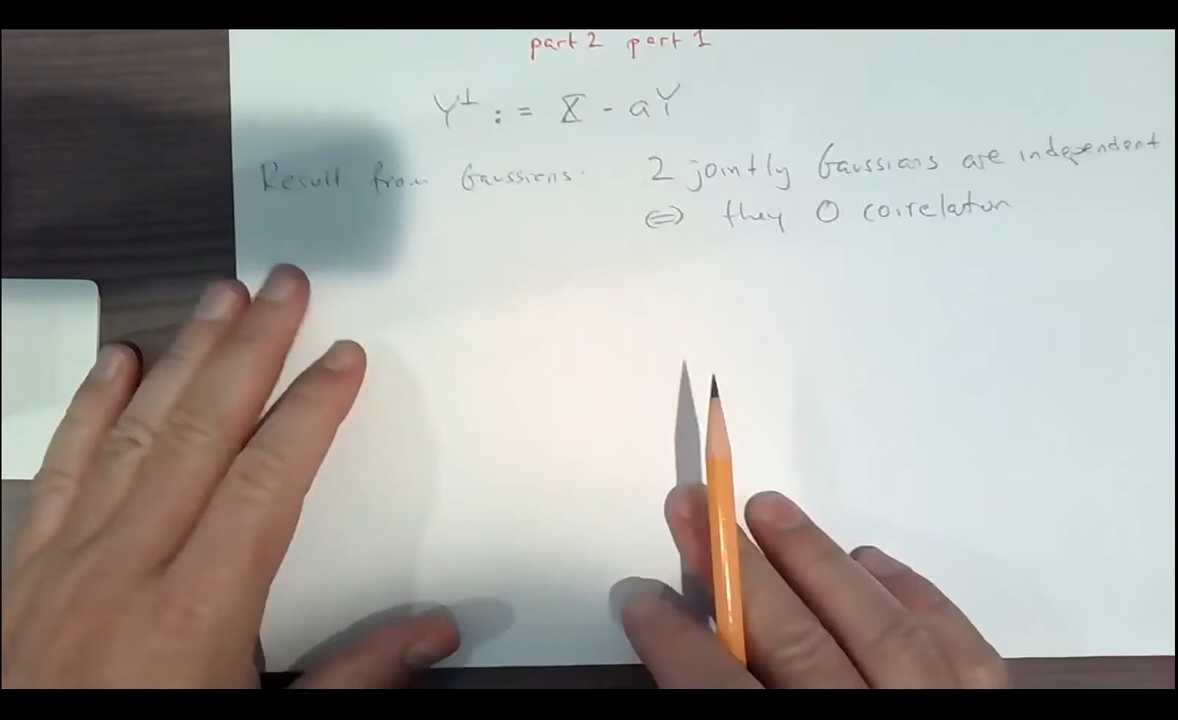 part 2 part 1
Y⊥ := X - aY
Result from Gaussians: 2 jointly Gaussians are independent
⇔ they 0 correlation